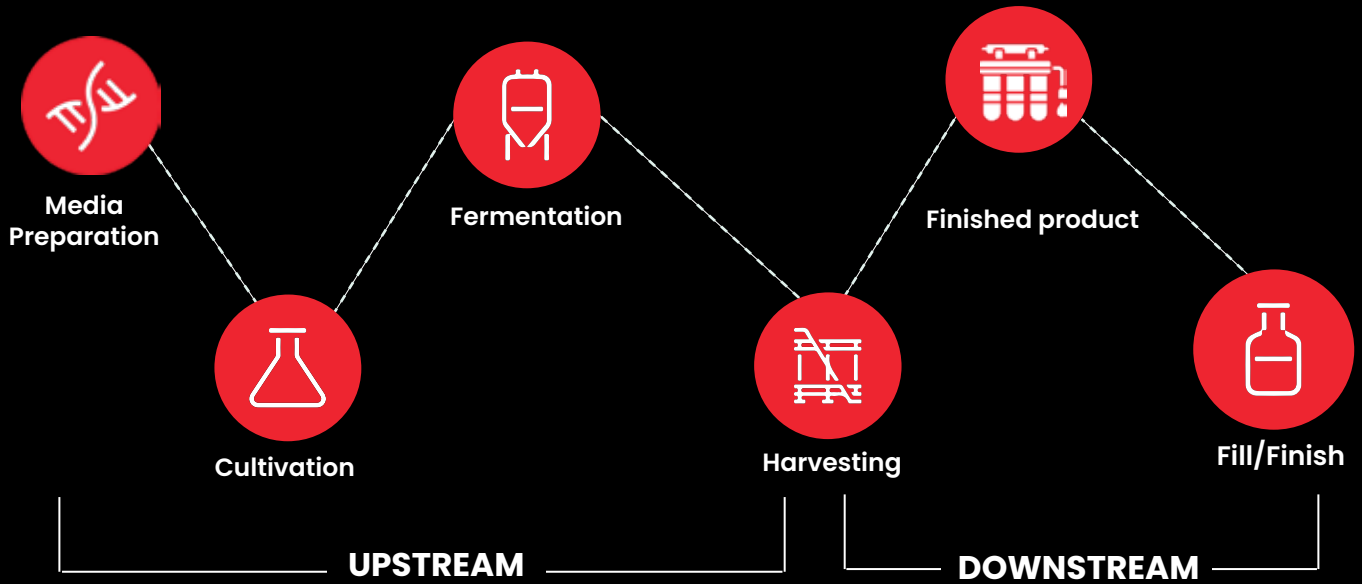 Media
Preparation
Cultivation
Fermentation
Harvesting
Finished product
Fill/Finish
UPSTREAM
DOWNSTREAM